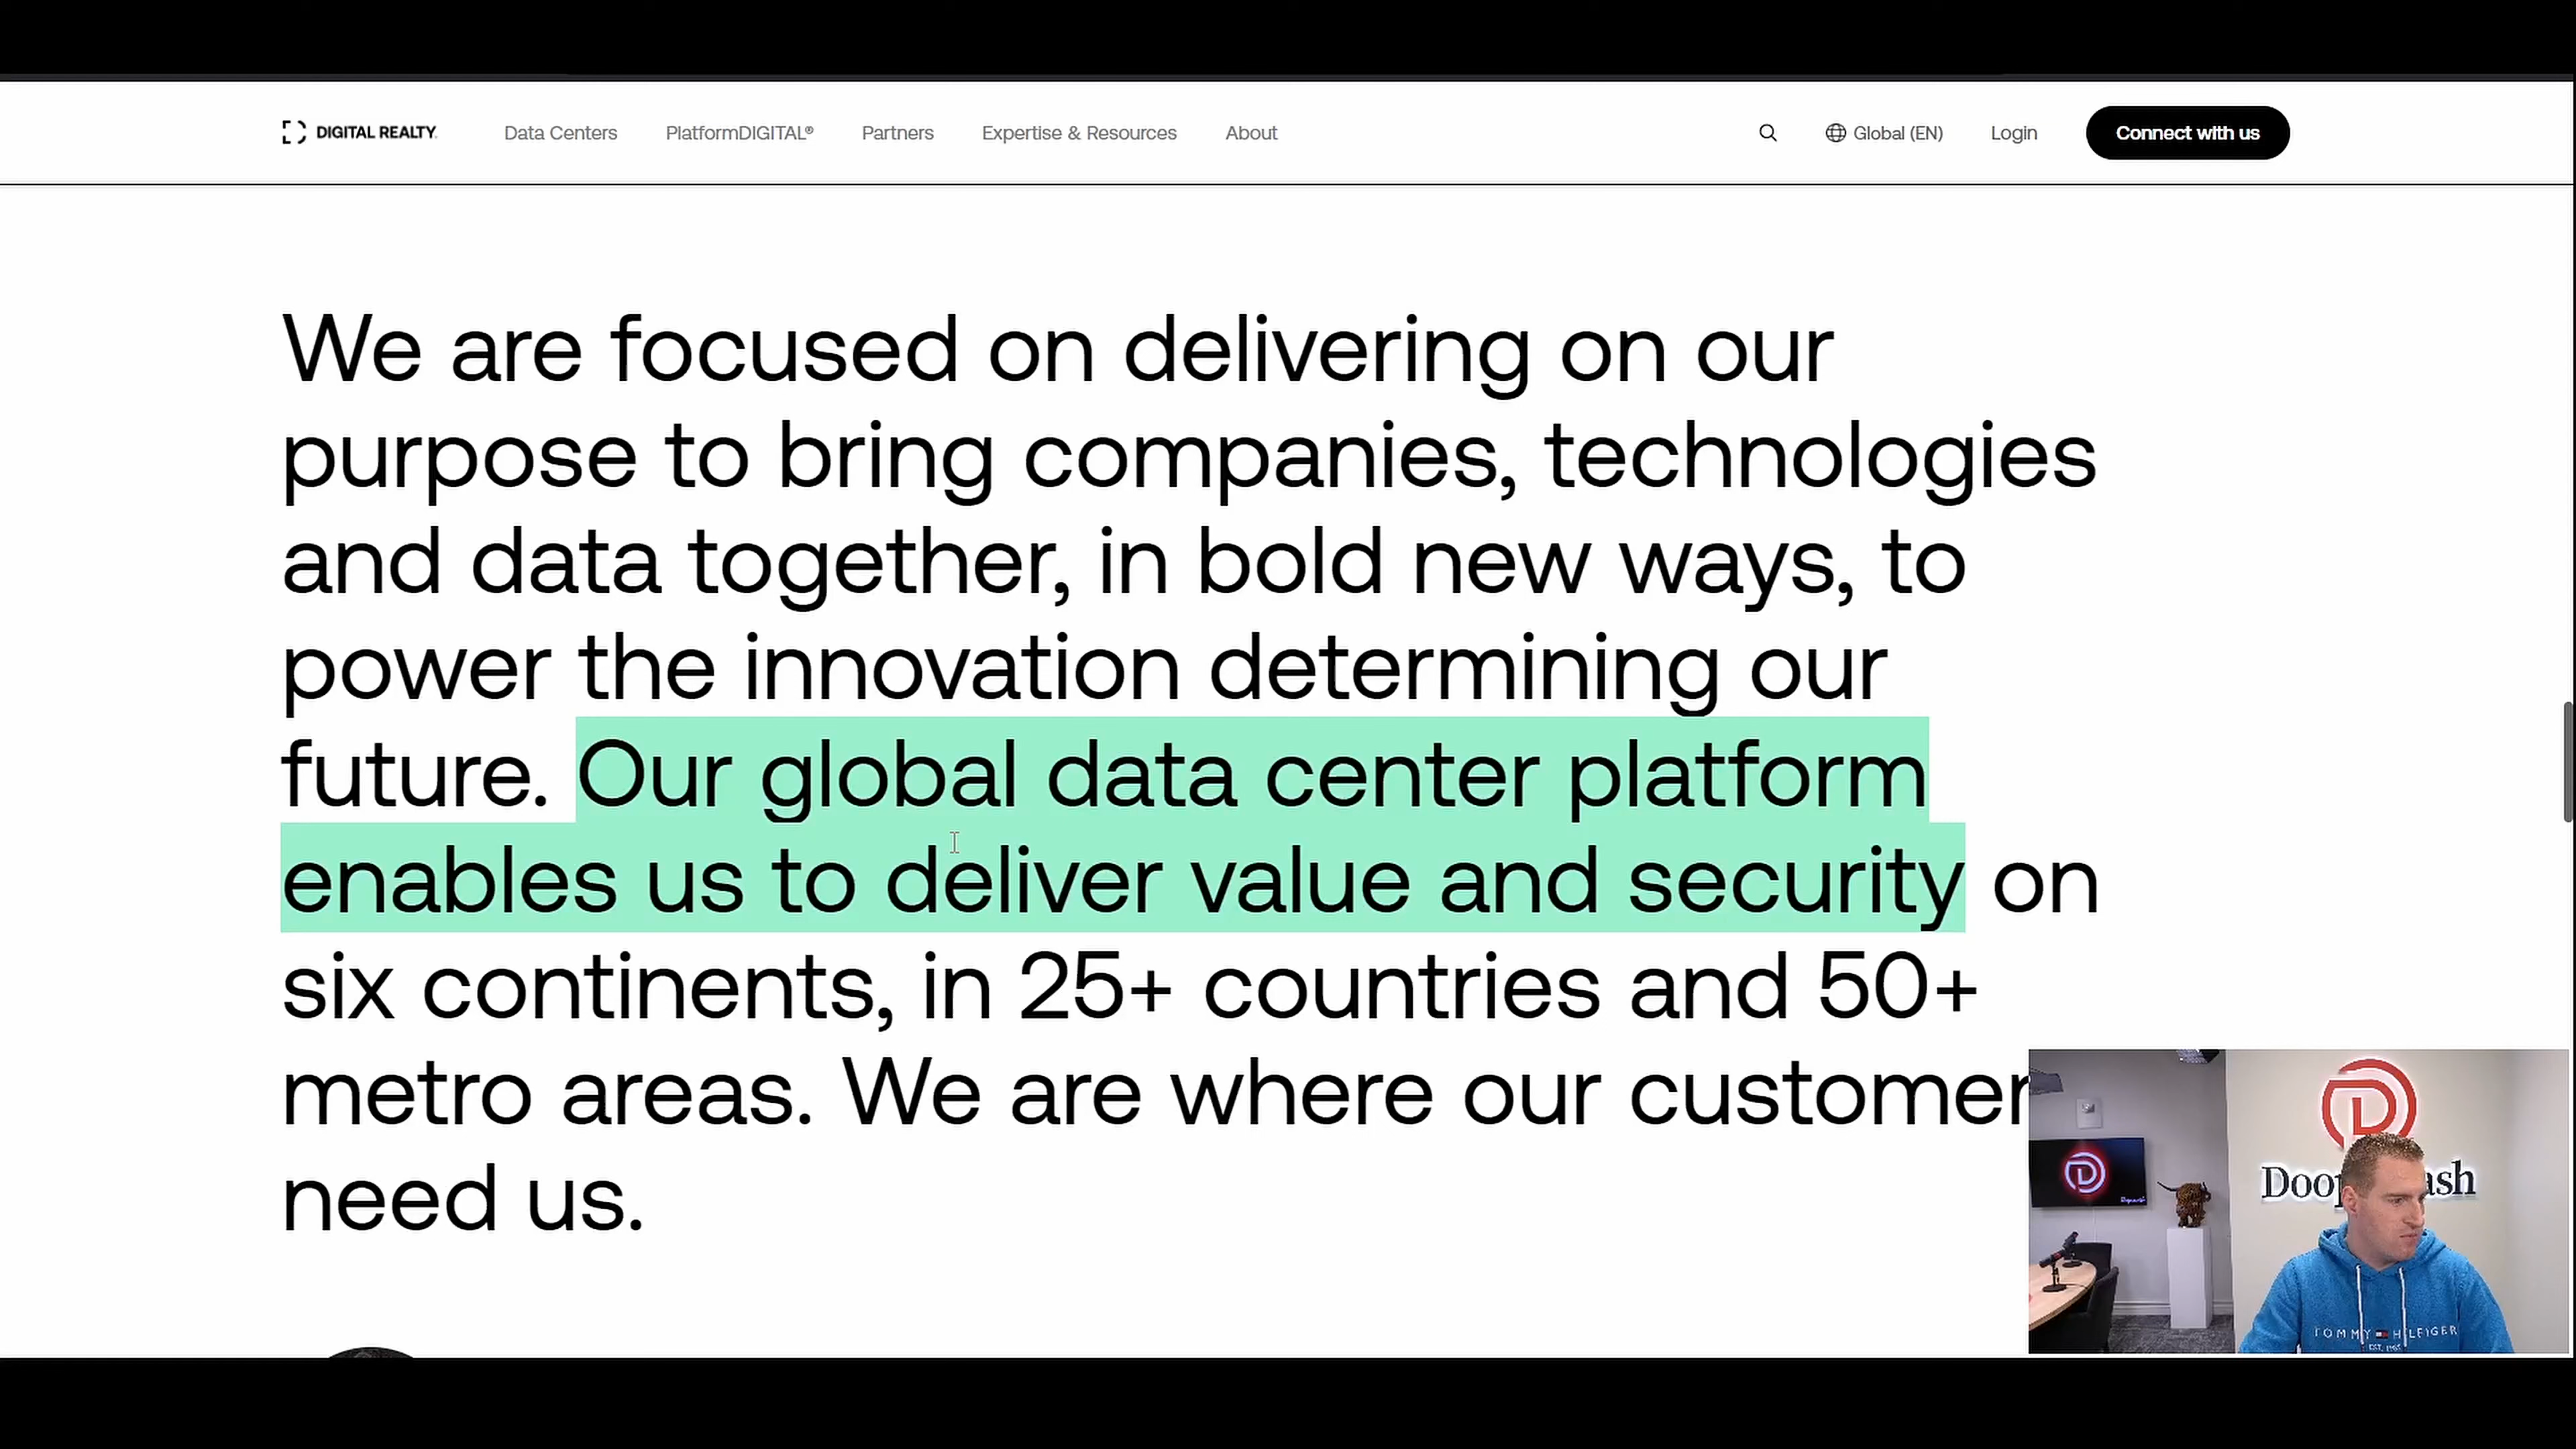 DIGITAL REALTY
Data Centers
PlatformDIGITAL®
Partners
Expertise & Resources
About
Global (EN)
Login
Connect with us
We are focused on delivering on our
purpose to bring companies, technologies
and data together, in bold new ways, to
power the innovation determining our
future. Our global data center platform
enables us to deliver value and security on
six continents, in 25+ countries and 50+
metro areas. We are where our customer
need us.
TOMMY HILFIGER